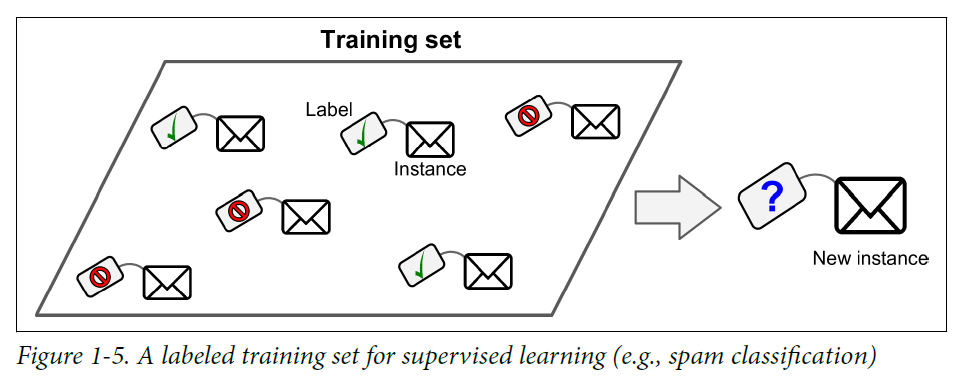 Training set
Label
Instance
?
New instance
Figure 1-5. A labeled training set for supervised learning (e.g., spam classification)